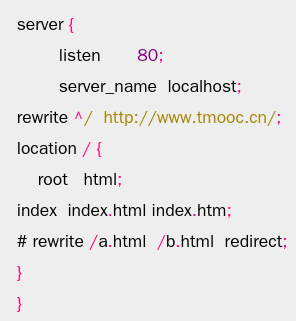 server {
listen 80;
server_name localhost;
rewrite ^/ http://www.tmooc.cn/;
location / {
root html;
index index.html index.htm;
# rewrite /a.html /b.html redirect;
}
}